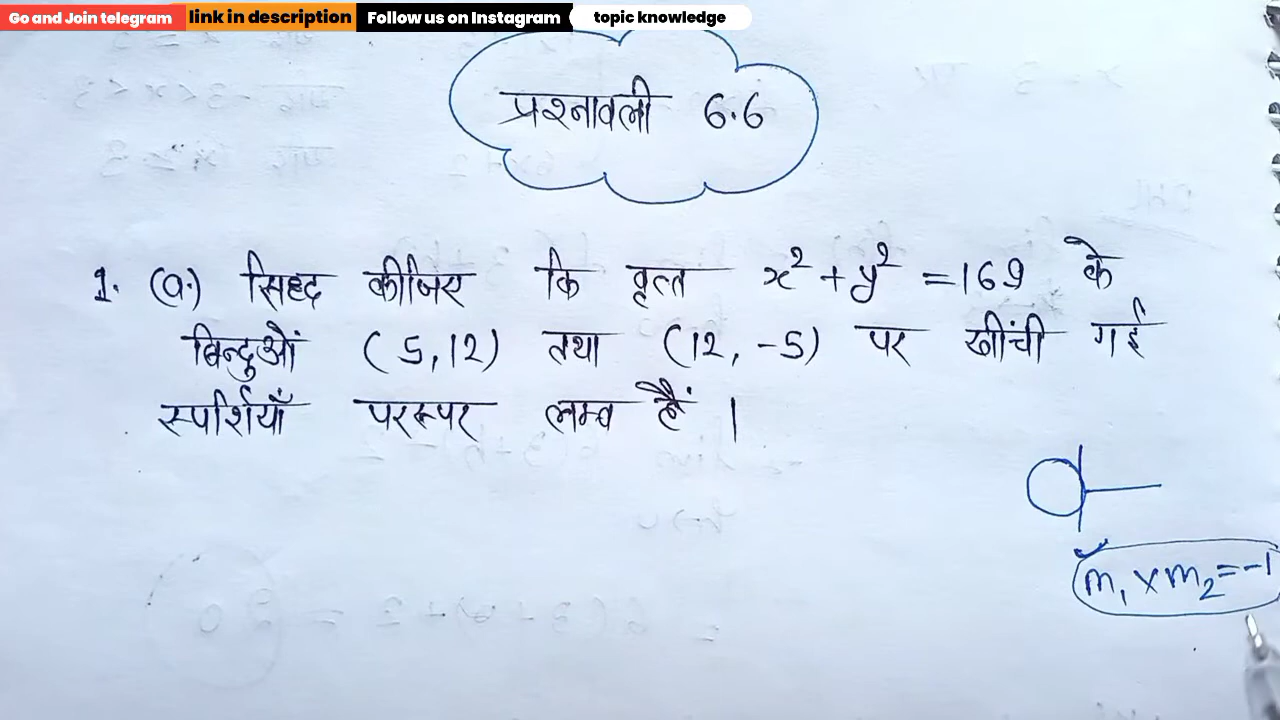 Go and Join telegram link in description Follow us on Instagram topic knowledge
प्रश्नावली 6.6
1. (a.) सिद्ध कीजिए कि वृत्त x² + y² = 169 के
बिन्दुओं (5,12) तथा (12, -5) पर खींची गई
स्पर्शियाँ परस्पर लम्ब हैं ।
m₁ x m₂ = -1